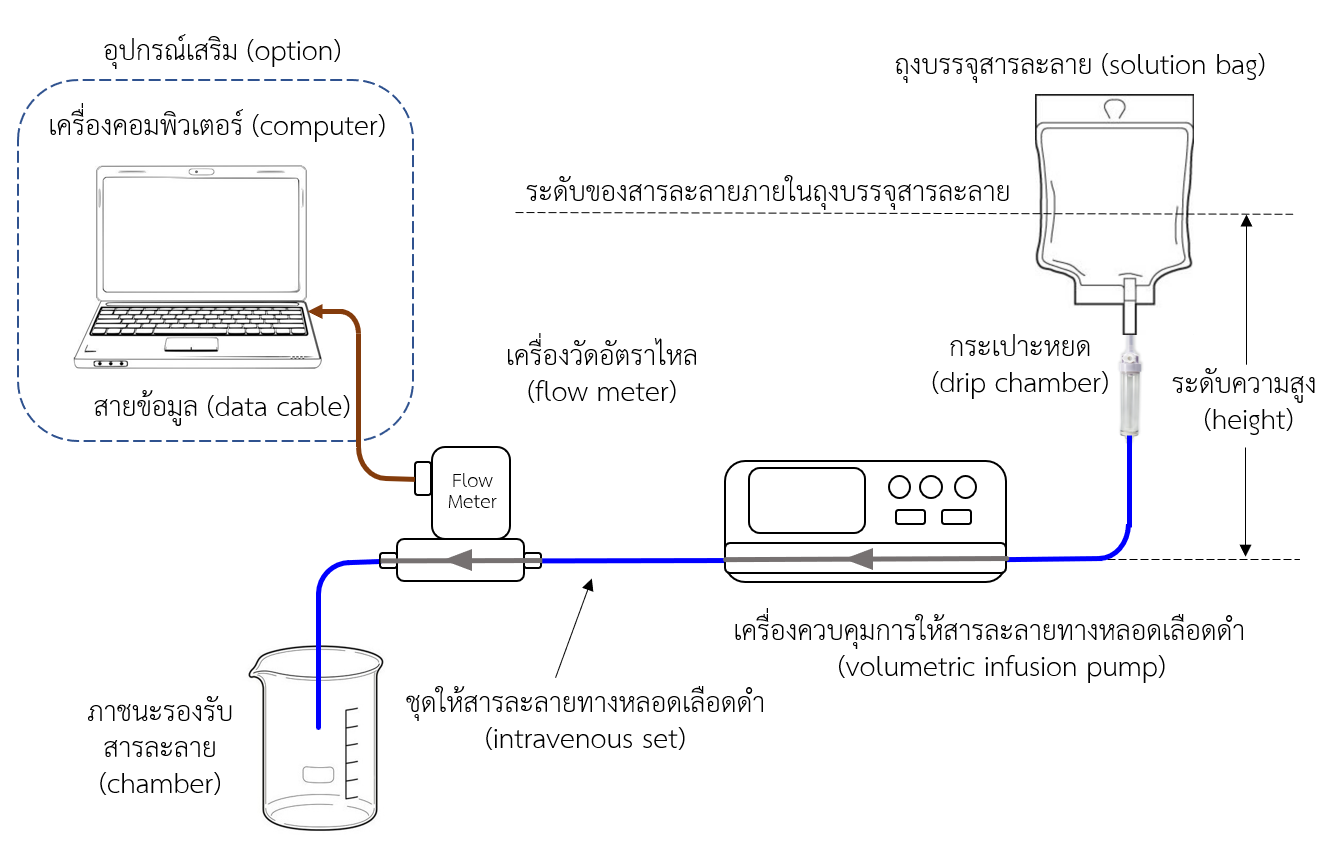 อุปกรณ์เสริม (option)
ถุงบรรจุสารละลาย (solution bag)
เครื่องคอมพิวเตอร์ (computer)
ระดับของสารละลายภายในถุงบรรจุสารละลาย
เครื่องวัดอัตราไหล
(flow meter)
กระเปาะหยด
(drip chamber)
ระดับความสูง
(height)
สายข้อมูล (data cable)
Flow
Meter
เครื่องควบคุมการให้สารละลายทางหลอดเลือดดำ
(volumetric infusion pump)
ชุดให้สารละลายทางหลอดเลือดดำ
(intravenous set)
ภาชนะรองรับ
สารละลาย
(chamber)